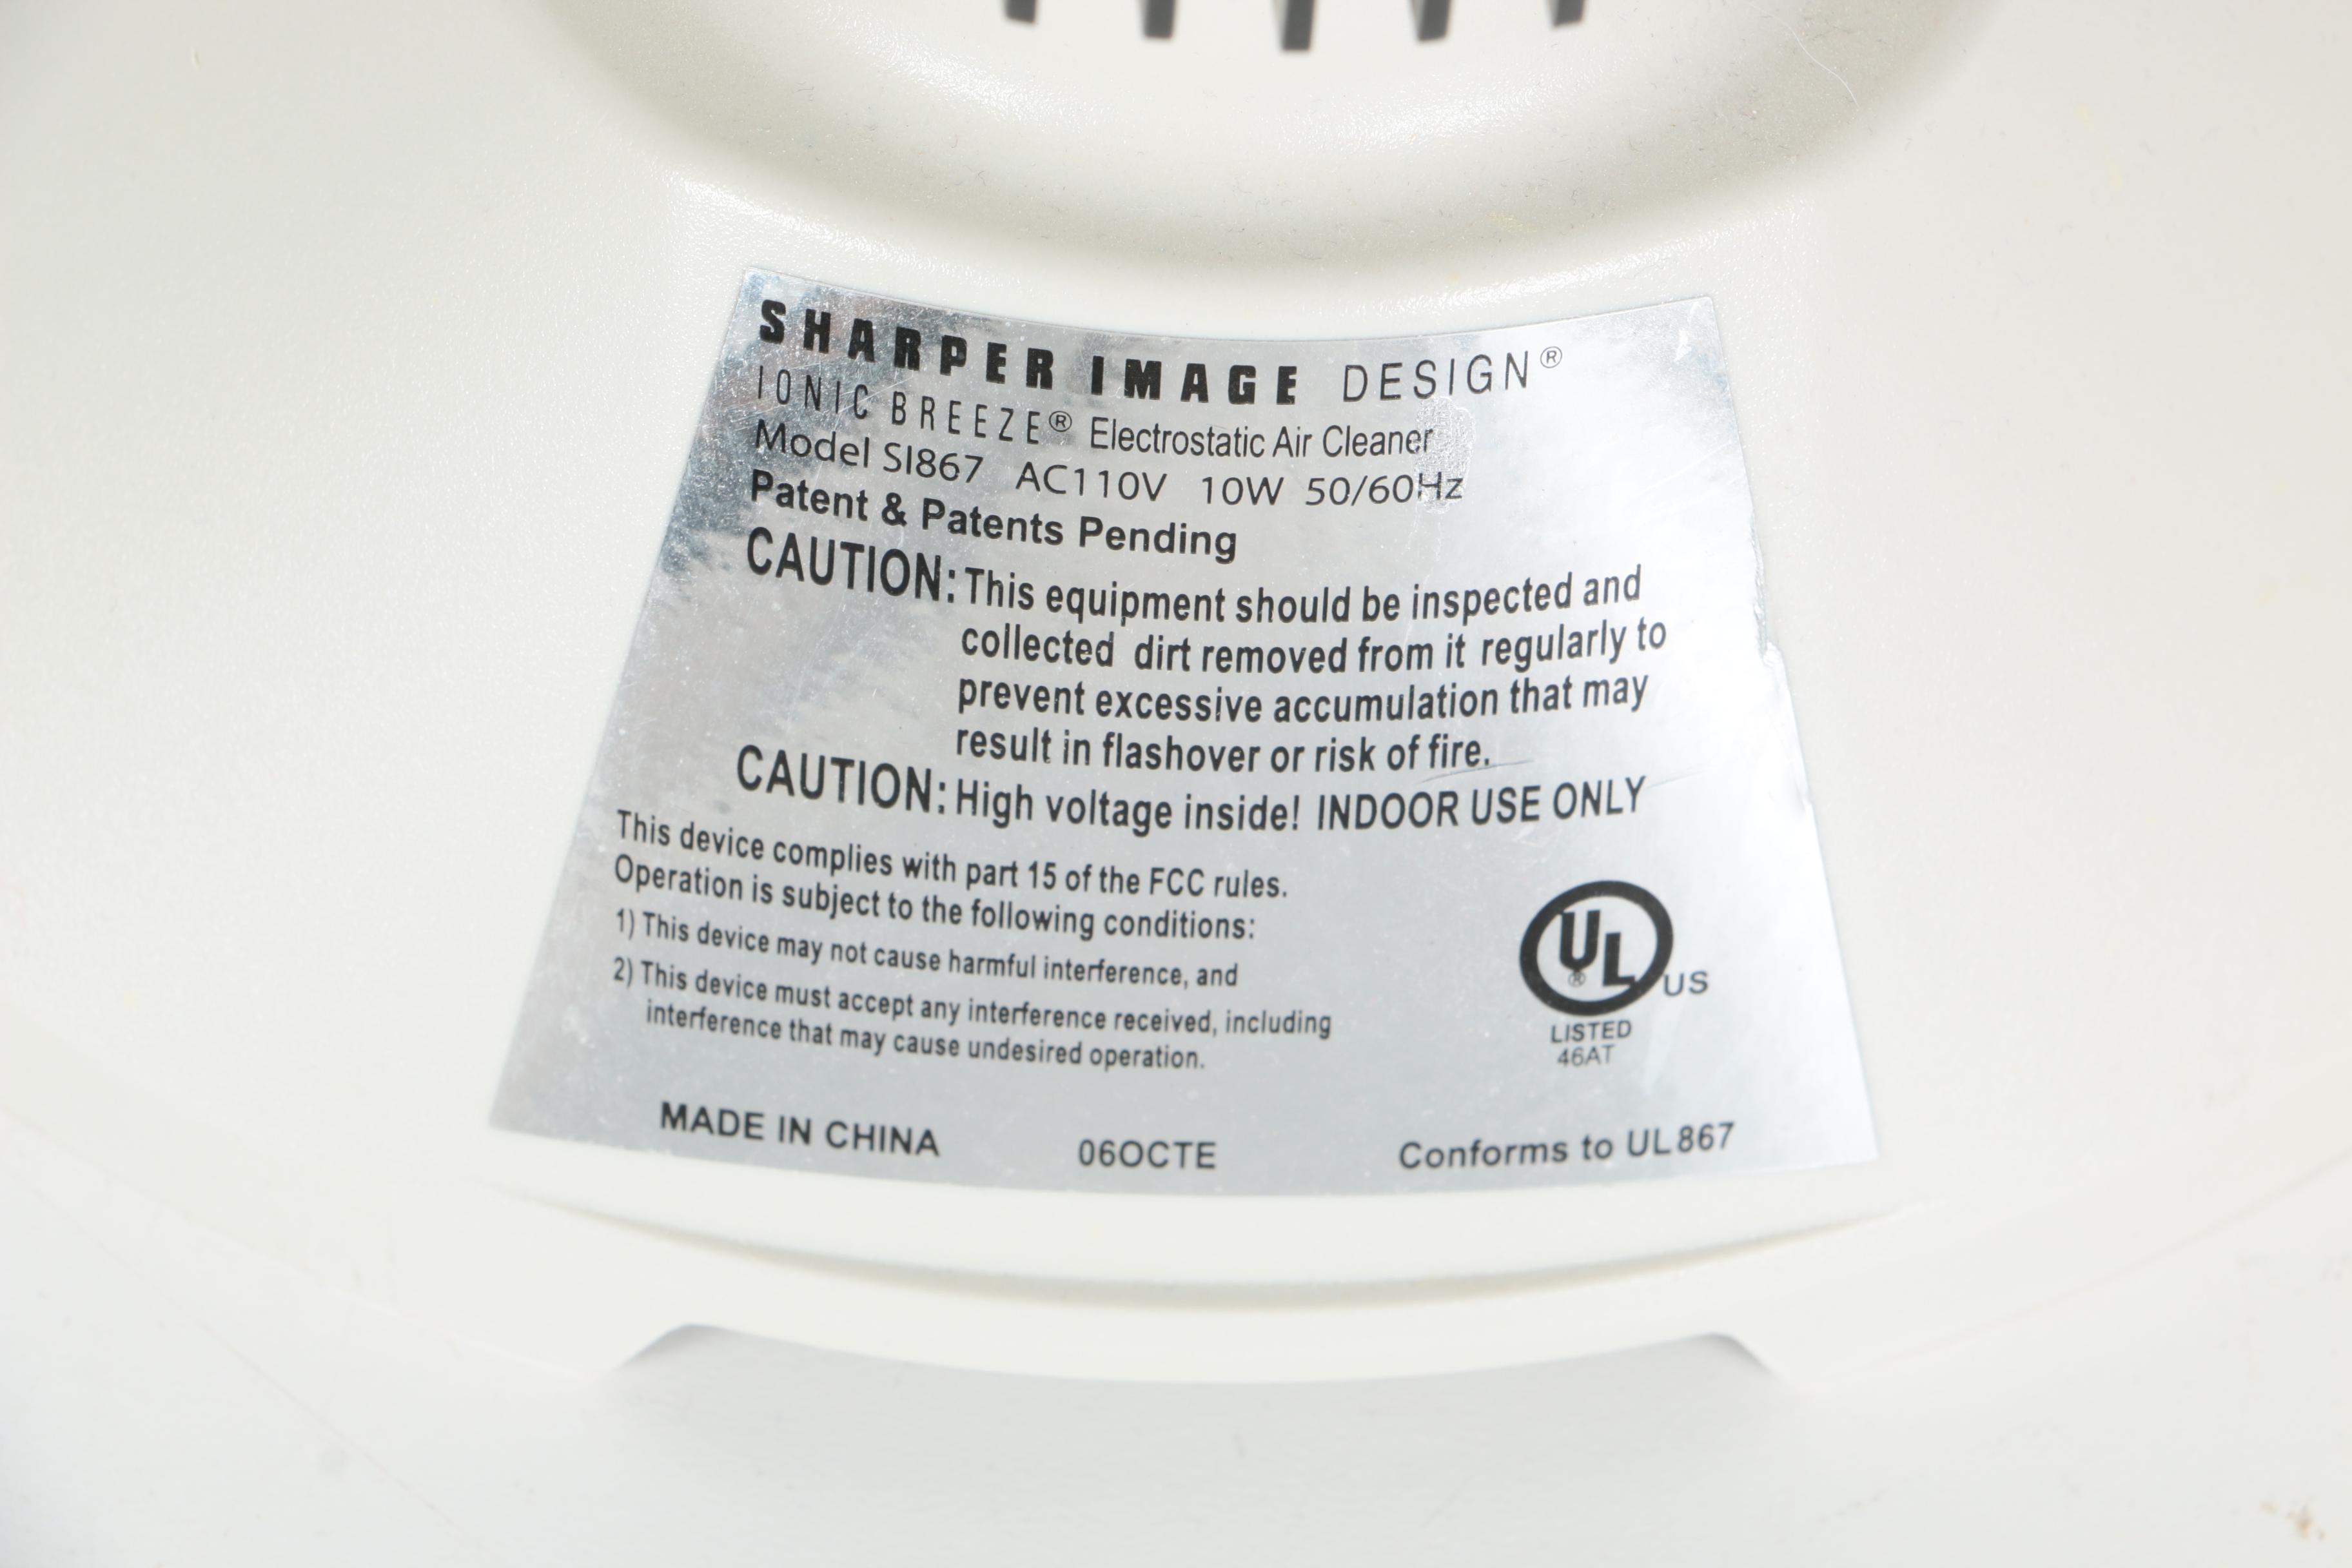 SHARPER IMAGE DESIGN®
IONIC BREEZE® Electrostatic Air Cleaner
Model SI867 AC110V 10W 50/60Hz
Patent & Patents Pending
CAUTION: This equipment should be inspected and
collected dirt removed from it regularly to
prevent excessive accumulation that may
result in flashover or risk of fire.
CAUTION: High voltage inside! INDOOR USE ONLY
This device complies with part 15 of the FCC rules.
Operation is subject to the following conditions:
1) This device may not cause harmful interference, and
2) This device must accept any interference received, including
interference that may cause undesired operation.
UL® US
LISTED
46AT
MADE IN CHINA 06OCTE Conforms to UL867